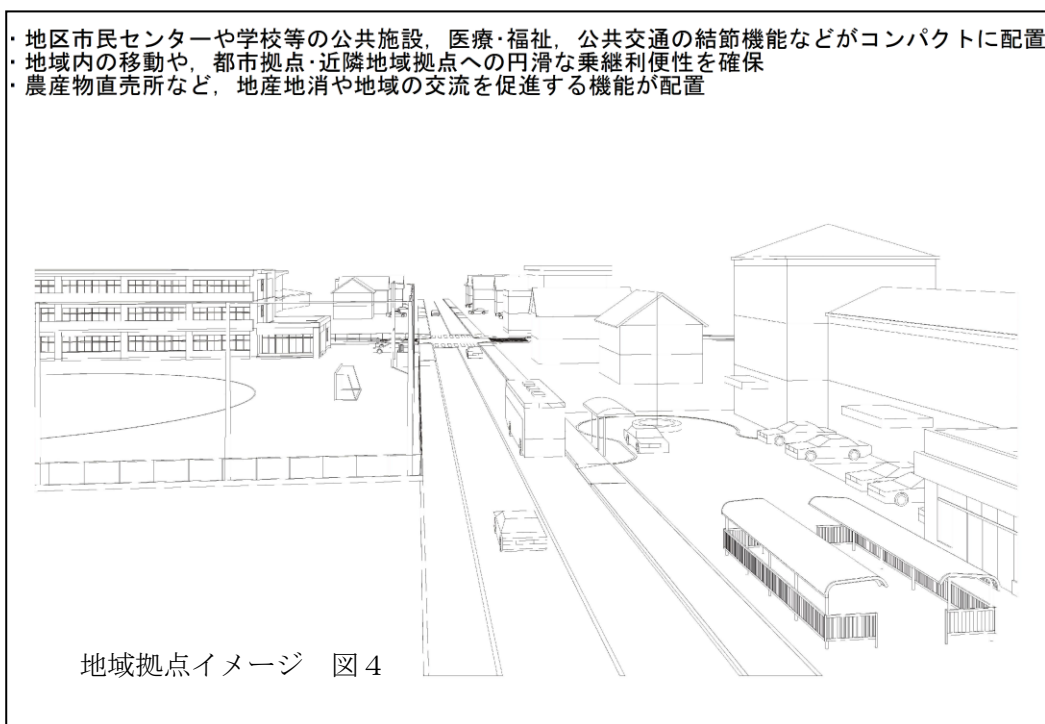 ・地区市民センターや学校等の公共施設，医療・福祉，公共交通の結節機能などがコンパクトに配置
・地域内の移動や，都市拠点・近隣地域拠点への円滑な乗継利便性を確保
・農産物直売所など，地産地消や地域の交流を促進する機能が配置
地域拠点イメージ　図４